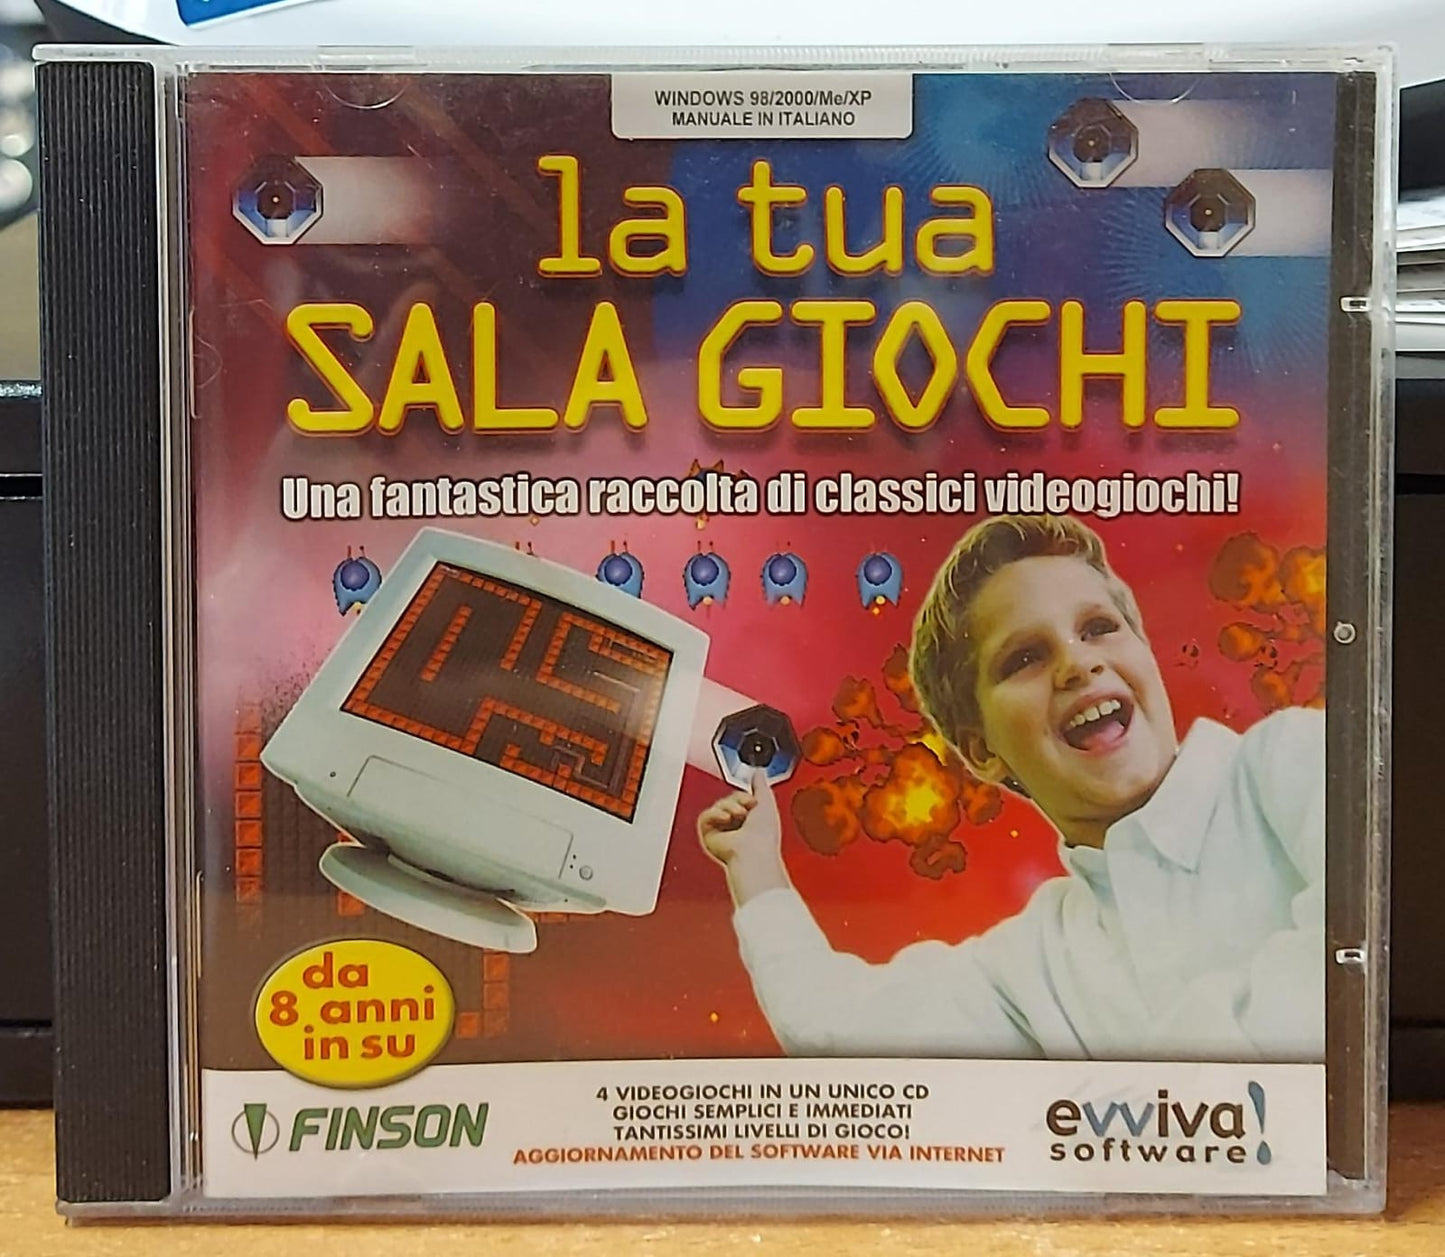 WINDOWS 98/2000/Me/XP
MANUALE IN ITALIANO
la tua
SALA GIOCHI
Una fantastica raccolta di classici videogiochi!
da
8 anni
in su
FINSON
4 VIDEOGIOCHI IN UN UNICO CD
GIOCHI SEMPLICI E IMMEDIATI
TANTISSIMI LIVELLI DI GIOCO!
AGGIORNAMENTO DEL SOFTWARE VIA INTERNET
evviva!
software